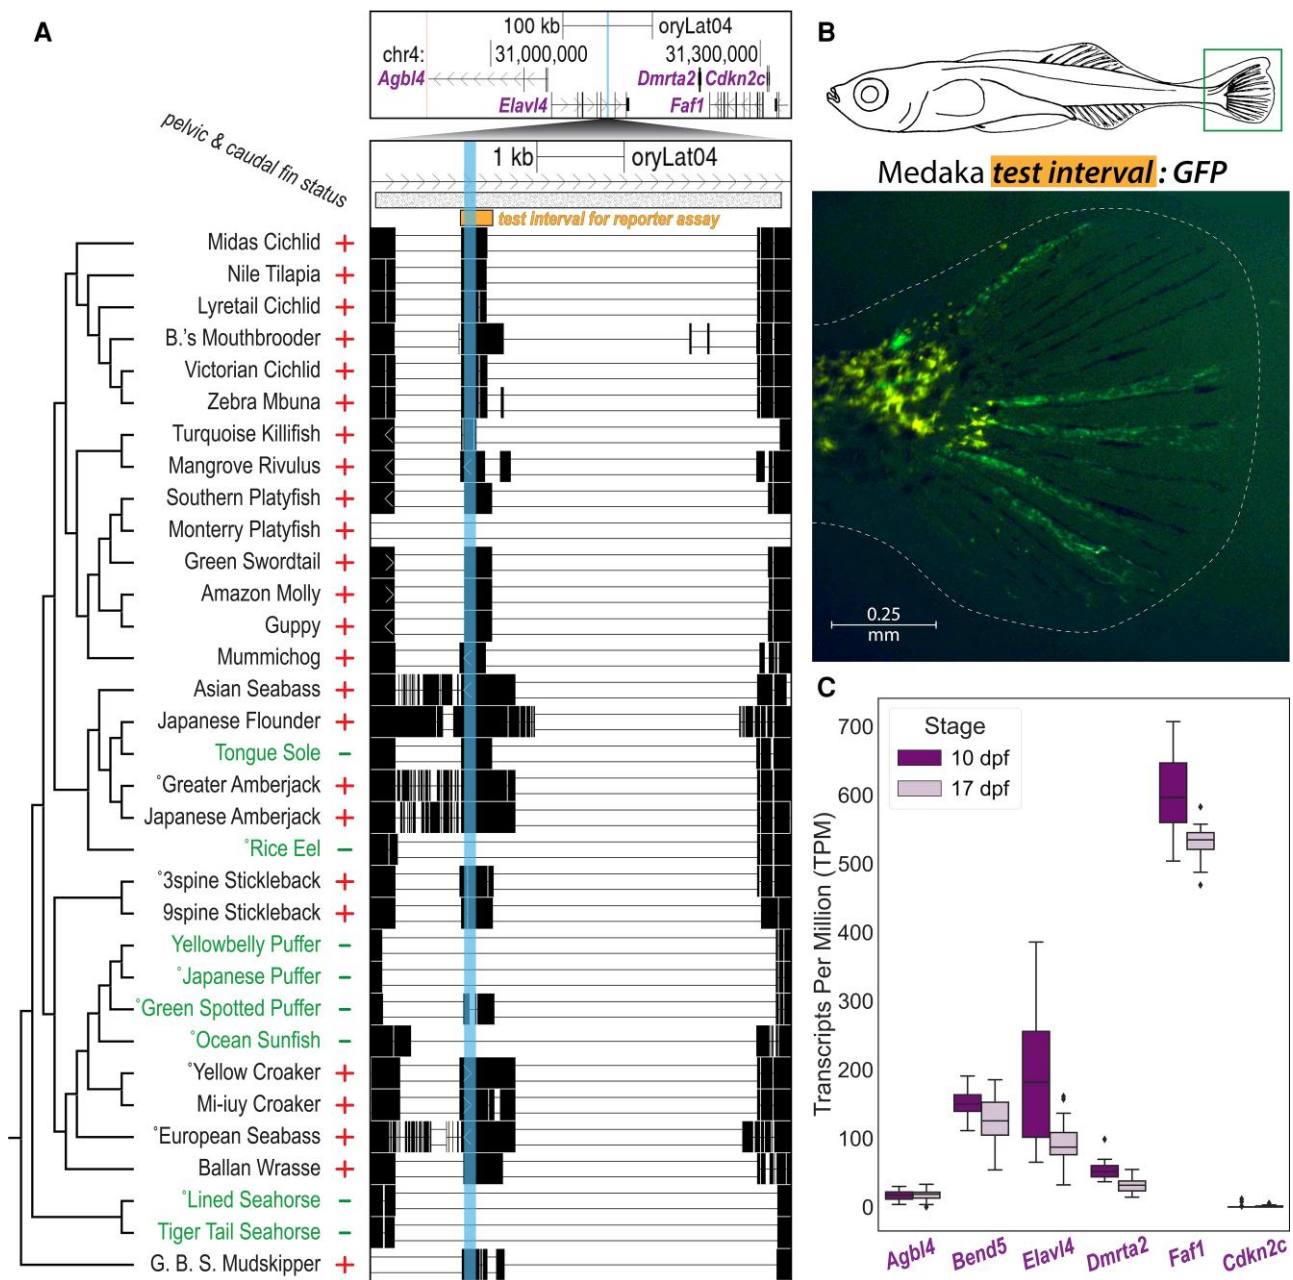 A
100 kb oryLat04
chr4: 31,000,000 31,300,000
Agbl4 Dmrta2 Cdkn2c
Elavl4 Faf1
pelvic & caudal fin status
1 kb oryLat04
test interval for reporter assay
Midas Cichlid +
Nile Tilapia +
Lyretail Cichlid +
B.'s Mouthbrooder +
Victorian Cichlid +
Zebra Mbuna +
Turquoise Killifish +
Mangrove Rivulus +
Southern Platyfish +
Monterry Platyfish +
Green Swordtail +
Amazon Molly +
Guppy +
Mummichog +
Asian Seabass +
Japanese Flounder +
Tongue Sole −
°Greater Amberjack +
Japanese Amberjack +
°Rice Eel −
°3spine Stickleback +
9spine Stickleback +
Yellowbelly Puffer −
°Japanese Puffer −
°Green Spotted Puffer −
°Ocean Sunfish −
°Yellow Croaker +
Mi-iuy Croaker +
°European Seabass +
Ballan Wrasse +
°Lined Seahorse −
Tiger Tail Seahorse −
G. B. S. Mudskipper +
B
Medaka test interval: GFP
0.25
mm
C
Stage
10 dpf
17 dpf
Transcripts Per Million (TPM)
700
600
500
400
300
200
100
0
Agbl4 Bend5 Elavl4 Dmrta2 Faf1 Cdkn2c